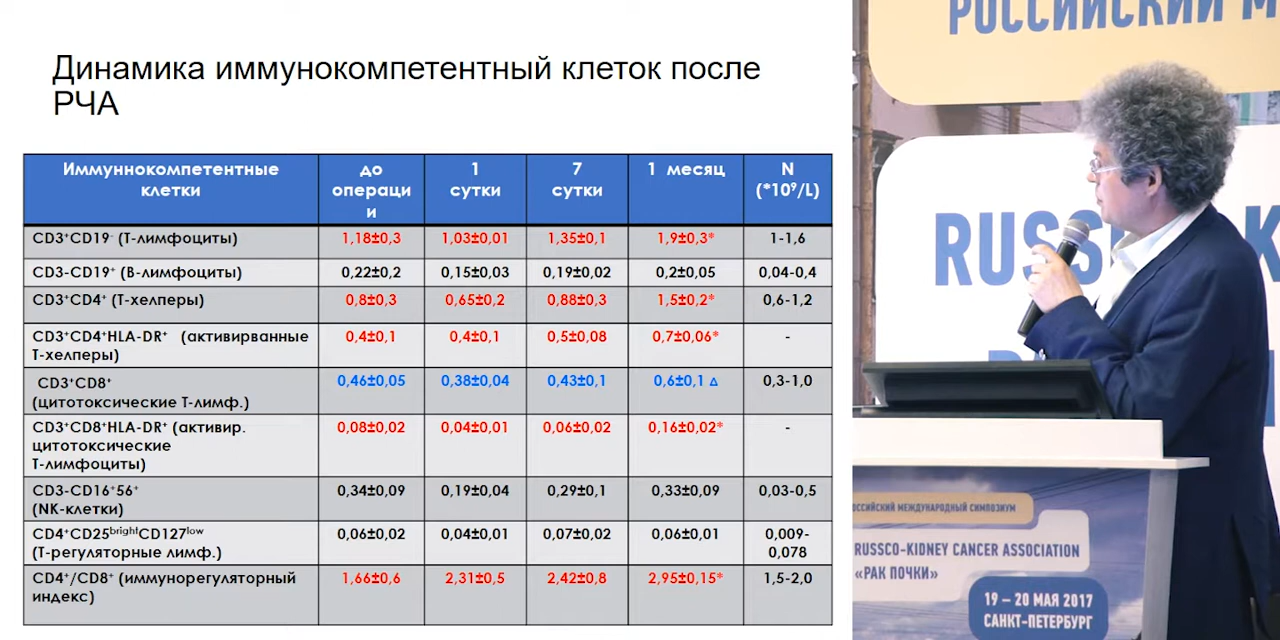 Динамика иммунокомпетентный клеток после
РЧА
Иммуннокомпетентные
клетки
до
операци
и
1
сутки
7
сутки
1 месяц
N
(*10⁹/L)
CD3⁺CD19⁻ (Т-лимфоциты)
1,18±0,3
1,03±0,01
1,35±0,1
1,9±0,3*
1-1,6
CD3-CD19⁺ (В-лимфоциты)
0,22±0,2
0,15±0,03
0,19±0,02
0,2±0,05
0,04-0,4
CD3⁺CD4⁺ (Т-хелперы)
0,8±0,3
0,65±0,2
0,88±0,3
1,5±0,2*
0,6-1,2
CD3⁺CD4⁺HLA-DR⁺ (активирванные
Т-хелперы)
0,4±0,1
0,4±0,1
0,5±0,08
0,7±0,06*
-
CD3⁺CD8⁺
(цитотоксические Т-лимф.)
0,46±0,05
0,38±0,04
0,43±0,1
0,6±0,1 Δ
0,3-1,0
CD3⁺CD8⁺HLA-DR⁺ (активир.
цитотоксические
Т-лимфоциты)
0,08±0,02
0,04±0,01
0,06±0,02
0,16±0,02*
-
CD3-CD16⁺56⁺
(NK-клетки)
0,34±0,09
0,19±0,04
0,29±0,1
0,33±0,09
0,03-0,5
CD4⁺CD25brightCD127low
(Т-регуляторные лимф.)
0,06±0,02
0,04±0,01
0,07±0,02
0,06±0,01
0,009-
0,078
CD4⁺/CD8⁺ (иммунорегуляторный
индекс)
1,66±0,6
2,31±0,5
2,42±0,8
2,95±0,15*
1,5-2,0
РОССИЙСКИЙ М
RUSS
K
ОССИЙСКИЙ МЕЖДУНАРОДНЫЙ СИМПОЗИУМ
RUSSCO-KIDNEY CANCER ASSOCIATION
«РАК ПОЧКИ»
19 – 20 МАЯ 2017
САНКТ-ПЕТЕРБУРГ